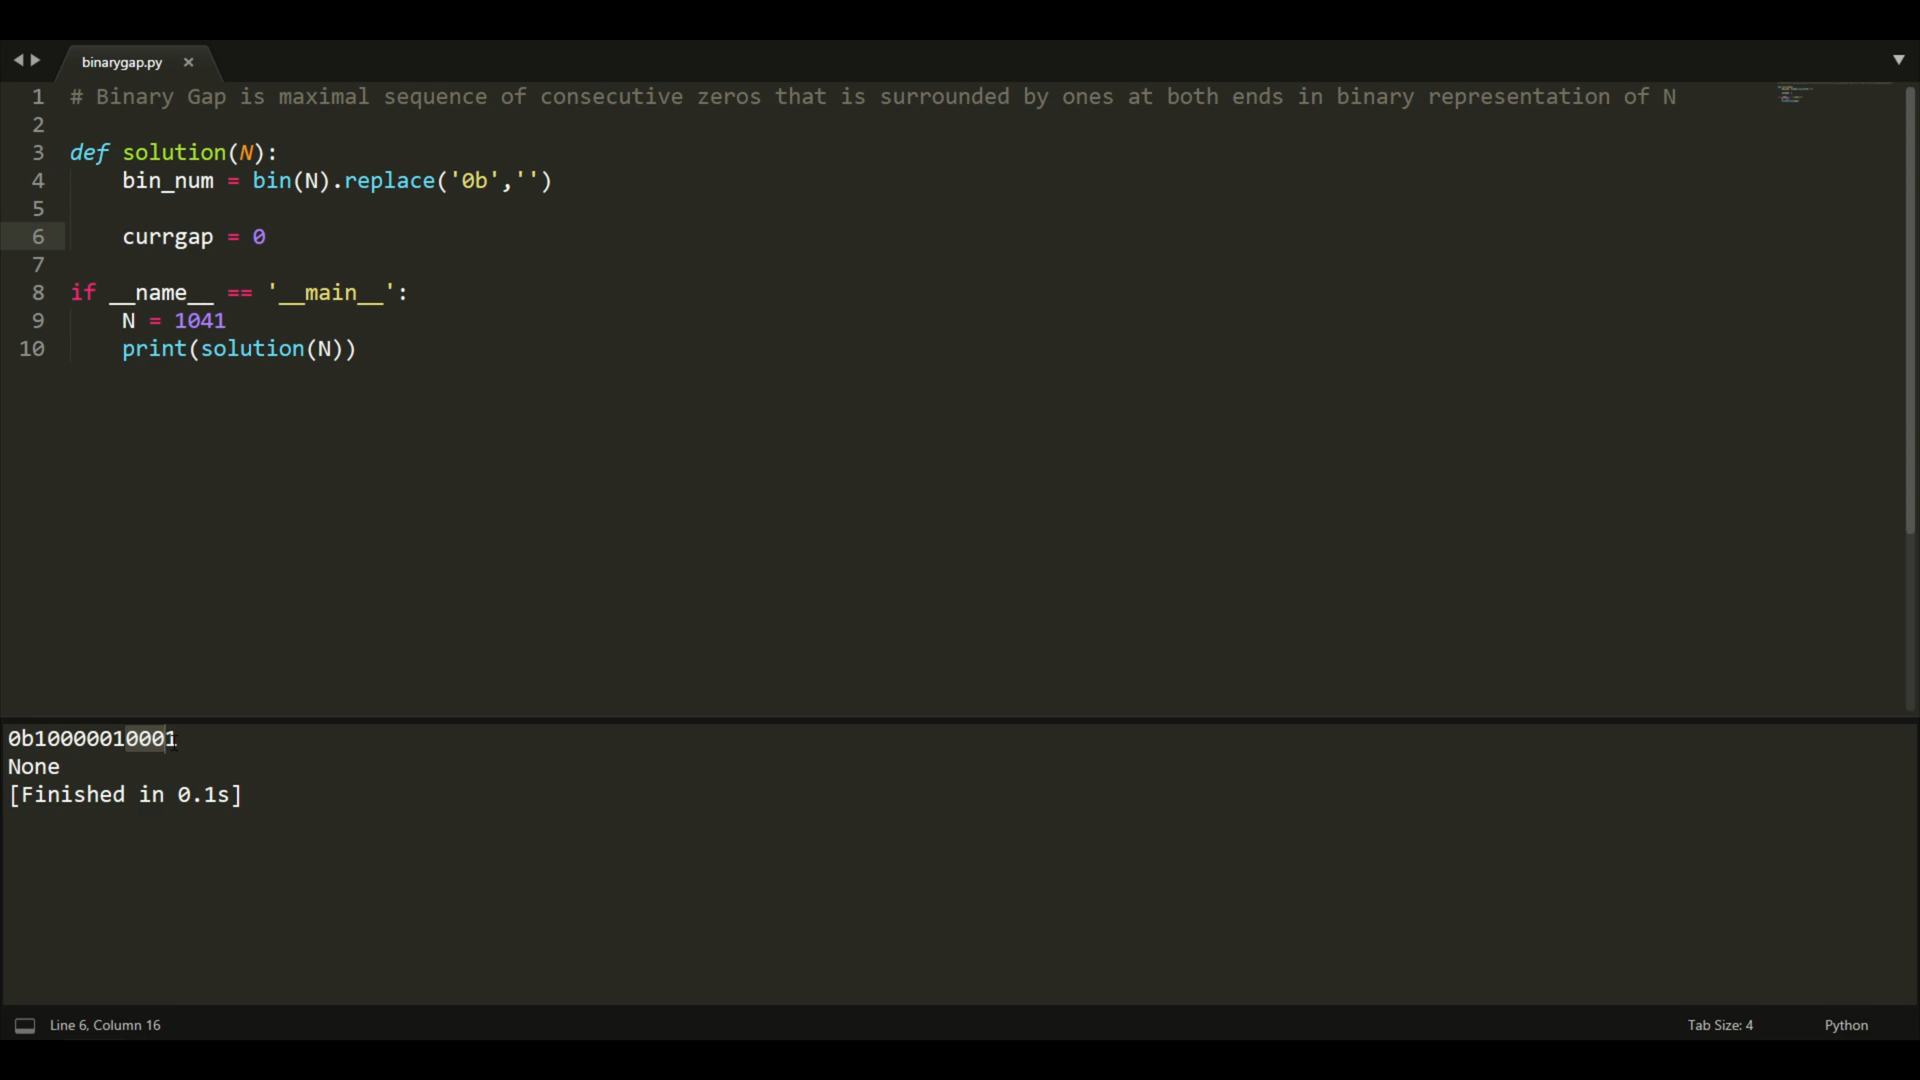 binarygap.py ×
1 # Binary Gap is maximal sequence of consecutive zeros that is surrounded by ones at both ends in binary representation of N
2
3 def solution(N):
4     bin_num = bin(N).replace('0b','')
5
6     currgap = 0
7
8 if __name__ == '__main__':
9     N = 1041
10     print(solution(N))
0b10000010001
None
[Finished in 0.1s]
Line 6, Column 16 Tab Size: 4 Python